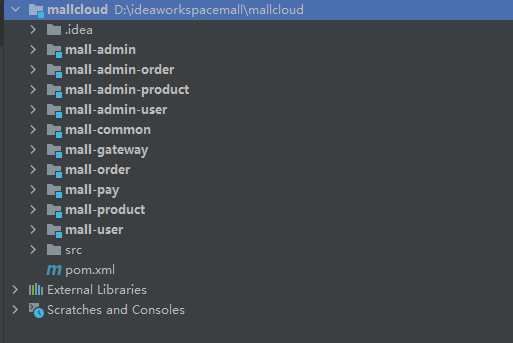 mallcloud D:\ideaworkspacemall\mallcloud
.idea
mall-admin
mall-admin-order
mall-admin-product
mall-admin-user
mall-common
mall-gateway
mall-order
mall-pay
mall-product
mall-user
src
m pom.xml
External Libraries
Scratches and Consoles